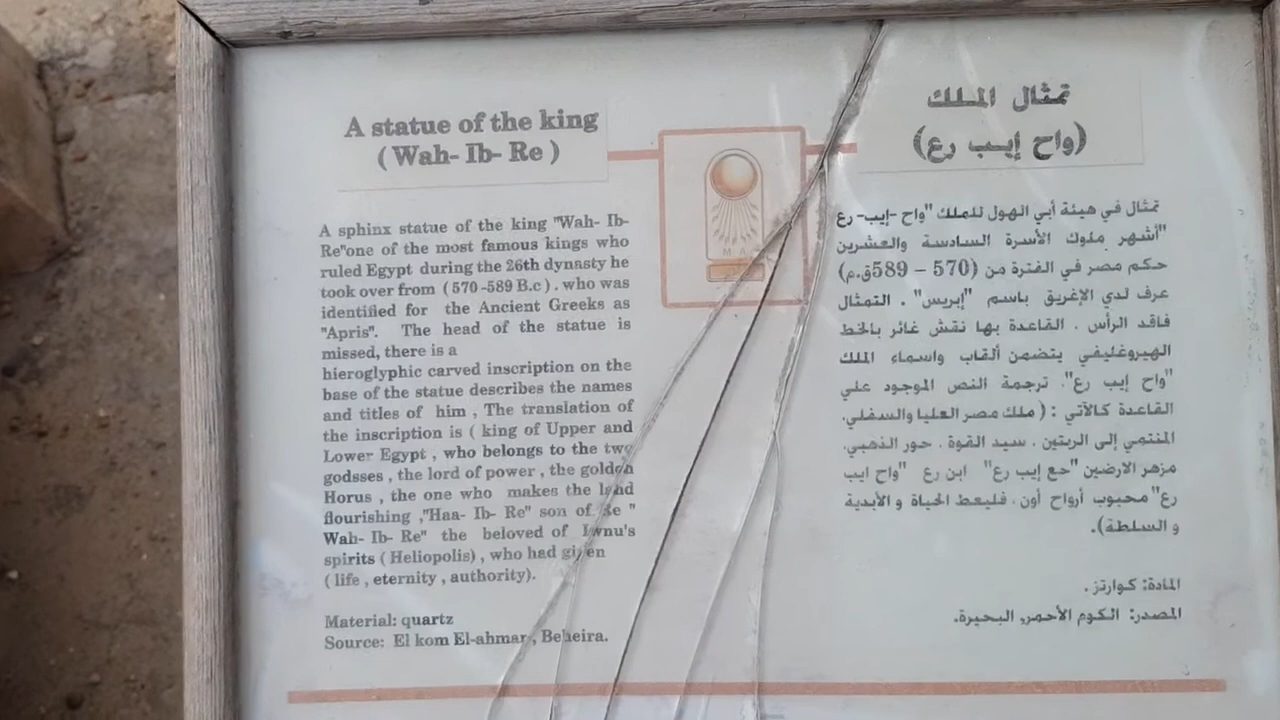 A statue of the king
( Wah- Ib- Re )
A sphinx statue of the king "Wah- Ib-
Re"one of the most famous kings who
ruled Egypt during the 26th dynasty he
took over from ( 570 -589 B.c ) . who was
identified for the Ancient Greeks as
"Apris". The head of the statue is
missed, there is a
hieroglyphic carved inscription on the
base of the statue describes the names
and titles of him , The translation of
the inscription is ( king of Upper and
Lower Egypt , who belongs to the two
godsses , the lord of power , the golden
Horus , the one who makes the land
flourishing ,"Haa- Ib- Re" son of Re "
Wah- Ib- Re" the beloved of Iwnu's
spirits ( Heliopolis) , who had given
( life , eternity , authority).
Material: quartz
Source: El kom El-ahmar , Beheira.
تمثال الملك
(واح إيب رع)
تمثال في هيئة أبي الهول للملك "واح -إيب- رع
"أشهر ملوك الأسرة السادسة والعشرين
حكم مصر في الفترة من (570 – 589ق.م)
عرف لدي الإغريق باسم "إبريس" . التمثال
فاقد الرأس . القاعدة بها نقش غائر بالخط
الهيروغليفي يتضمن ألقاب واسماء الملك
"واح إيب رع". ترجمة النص الموجود علي
القاعدة كالآتي : ( ملك مصر العليا والسفلي.
المنتمي إلى الربتين . سيد القوة . حور الذهبي.
مزهر الارضين "حع إيب رع" ابن رع "واح ايب
رع" محبوب أرواح أون . فليعط الحياة و الأبدية
و السلطة).
المادة: كوارتز .
المصدر: الكوم الأحمر، البحيرة.